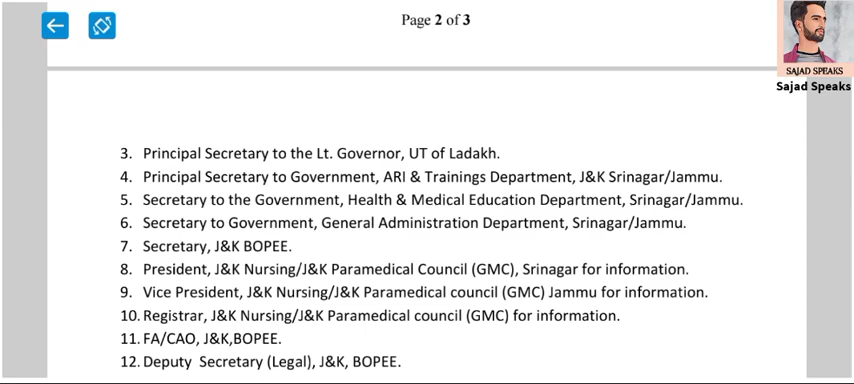 Page 2 of 3
SAJAD SPEAKS
Sajad Speaks
3. Principal Secretary to the Lt. Governor, UT of Ladakh.
4. Principal Secretary to Government, ARI & Trainings Department, J&K Srinagar/Jammu.
5. Secretary to the Government, Health & Medical Education Department, Srinagar/Jammu.
6. Secretary to Government, General Administration Department, Srinagar/Jammu.
7. Secretary, J&K BOPEE.
8. President, J&K Nursing/J&K Paramedical Council (GMC), Srinagar for information.
9. Vice President, J&K Nursing/J&K Paramedical council (GMC) Jammu for information.
10. Registrar, J&K Nursing/J&K Paramedical council (GMC) for information.
11. FA/CAO, J&K,BOPEE.
12. Deputy Secretary (Legal), J&K, BOPEE.